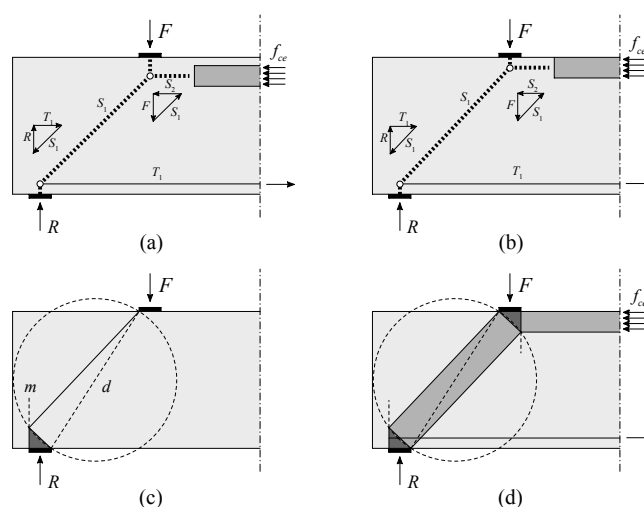 F
f_ce
S_1
S_2
F
S_1
T_1
R
S_1
T_1
R
(a)
F
f_ce
S_1
S_2
F
S_1
T_1
R
S_1
T_1
R
(b)
F
m
d
R
(c)
F
f_ce
R
(d)